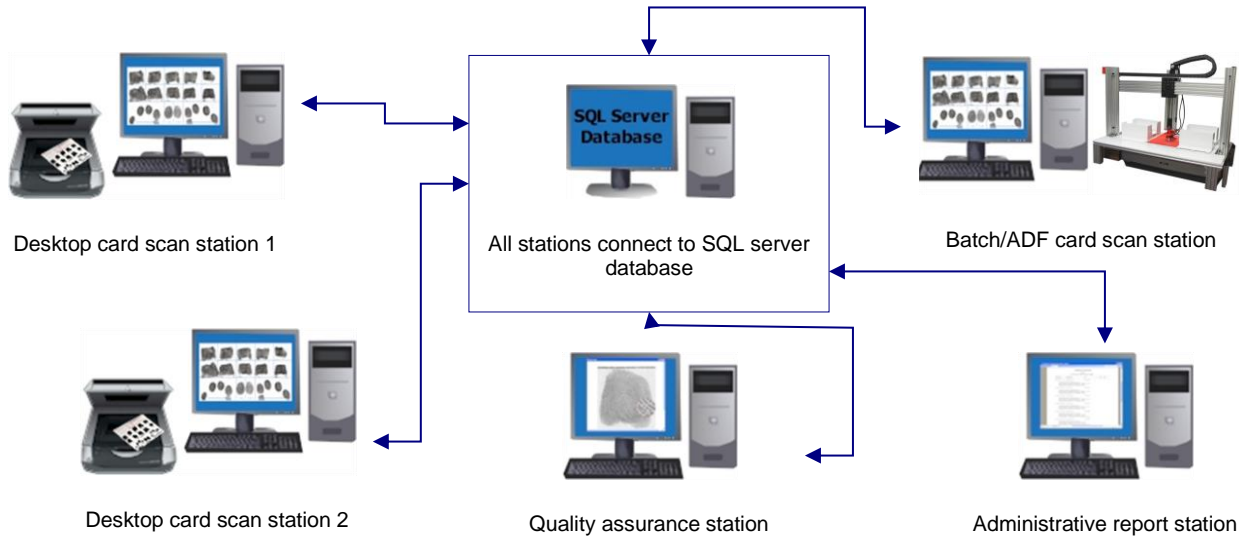 SQL Server
Database
Desktop card scan station 1
All stations connect to SQL server
database
Batch/ADF card scan station
Desktop card scan station 2
Quality assurance station
Administrative report station